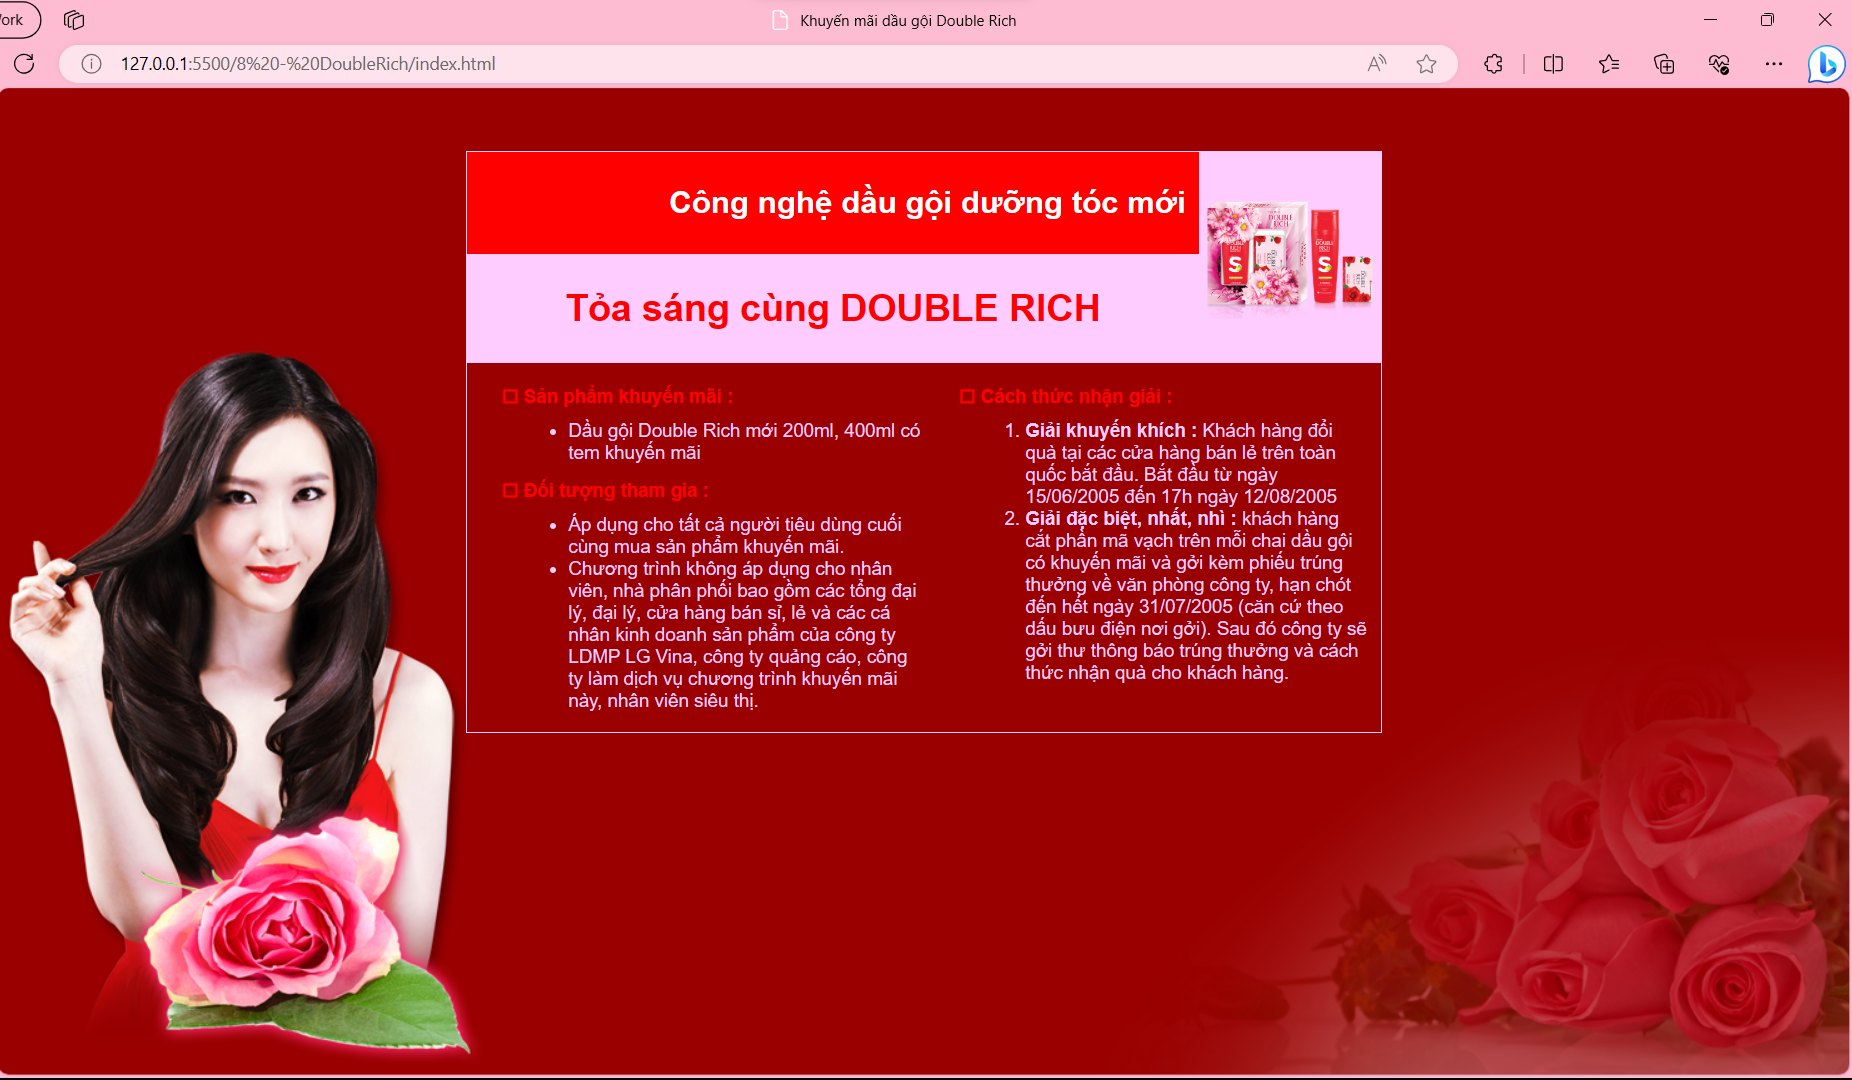 ork
Khuyến mãi dầu gội Double Rich
127.0.0.1:5500/8%20-%20DoubleRich/index.html
Công nghệ dầu gội dưỡng tóc mới
Tỏa sáng cùng DOUBLE RICH
DOUBLE
RICH
S
S
Sản phẩm khuyến mãi :
• Dầu gội Double Rich mới 200ml, 400ml có
tem khuyến mãi
Đối tượng tham gia :
• Áp dụng cho tất cả người tiêu dùng cuối
cùng mua sản phẩm khuyến mãi.
• Chương trình không áp dụng cho nhân
viên, nhà phân phối bao gồm các tổng đại
lý, đại lý, cửa hàng bán sỉ, lẻ và các cá
nhân kinh doanh sản phẩm của công ty
LDMP LG Vina, công ty quảng cáo, công
ty làm dịch vụ chương trình khuyến mãi
này, nhân viên siêu thị.
Cách thức nhận giải :
1. Giải khuyến khích : Khách hàng đổi
quà tại các cửa hàng bán lẻ trên toàn
quốc bắt đầu. Bắt đầu từ ngày
15/06/2005 đến 17h ngày 12/08/2005
2. Giải đặc biệt, nhất, nhì : khách hàng
cắt phần mã vạch trên mỗi chai dầu gội
có khuyến mãi và gởi kèm phiếu trúng
thưởng về văn phòng công ty, hạn chót
đến hết ngày 31/07/2005 (căn cứ theo
dấu bưu điện nơi gởi). Sau đó công ty sẽ
gởi thư thông báo trúng thưởng và cách
thức nhận quà cho khách hàng.